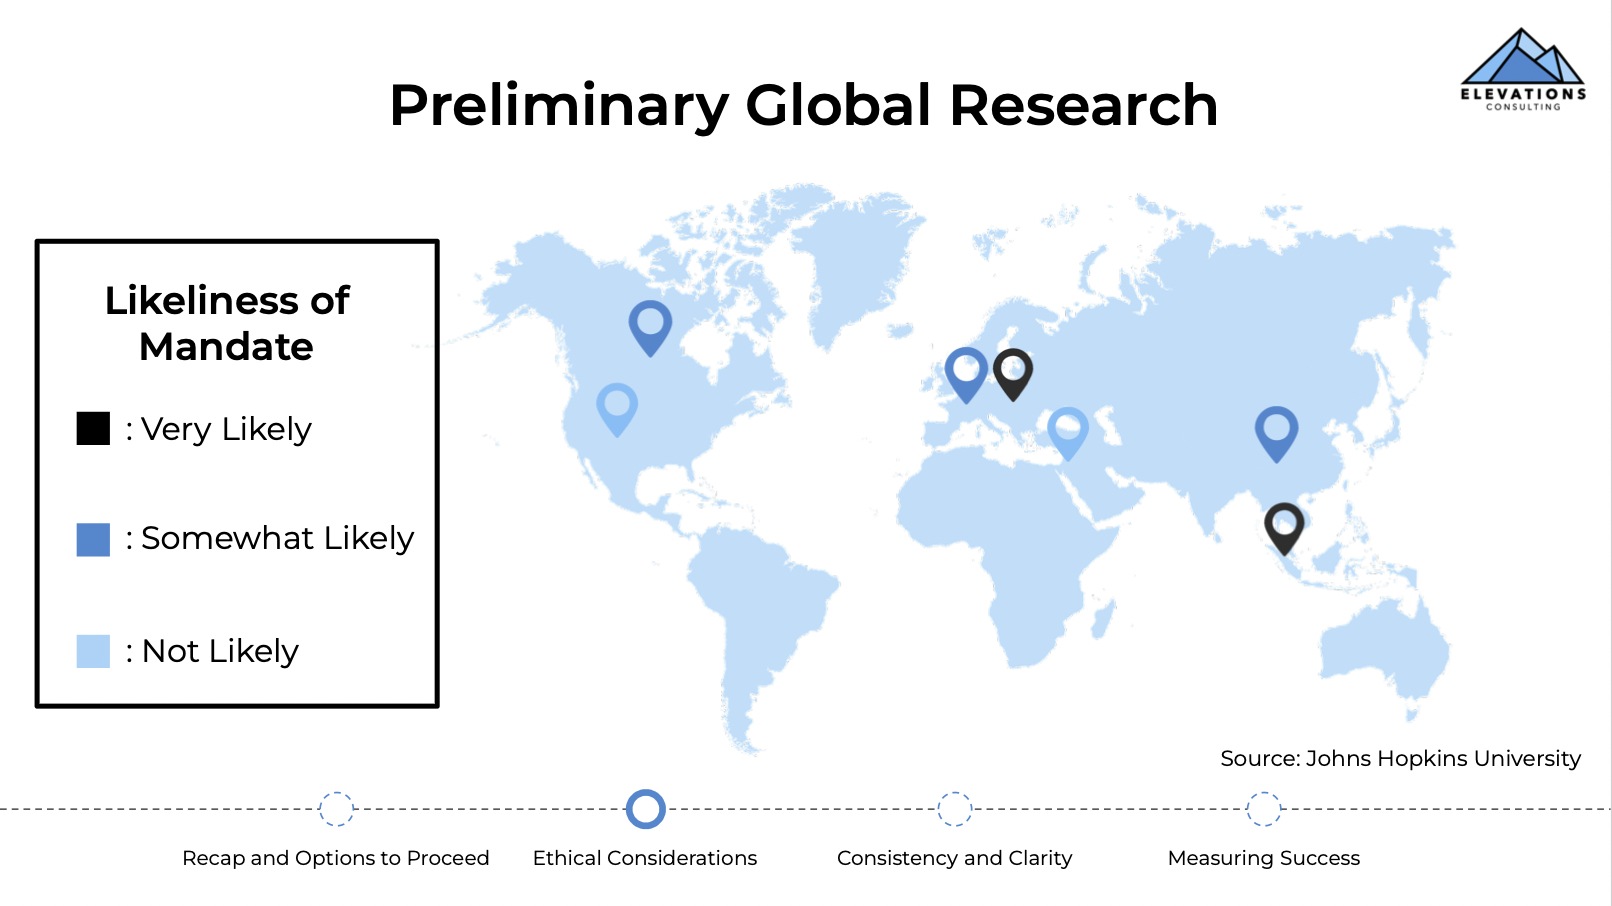 ELEVATIONS
CONSULTING
Preliminary Global Research
Likeliness of
Mandate
: Very Likely
: Somewhat Likely
: Not Likely
Source: Johns Hopkins University
Recap and Options to Proceed
Ethical Considerations
Consistency and Clarity
Measuring Success